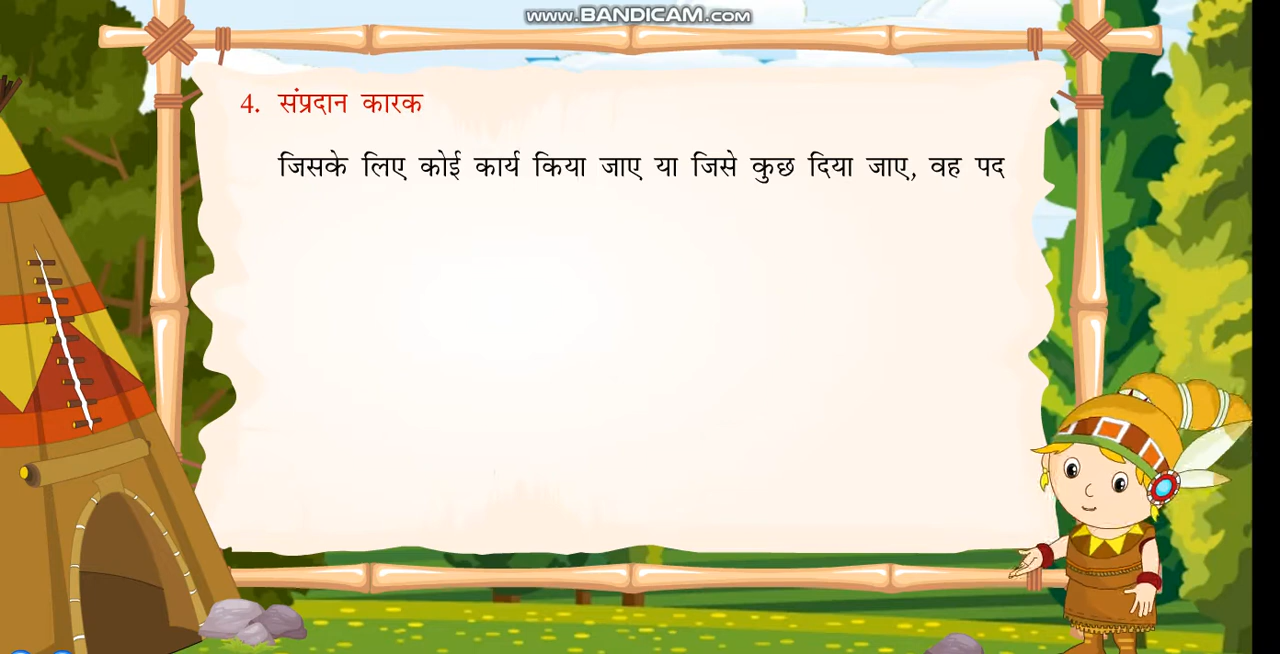 www.BANDICAM.com
4. संप्रदान कारक
जिसके लिए कोई कार्य किया जाए या जिसे कुछ दिया जाए, वह पद